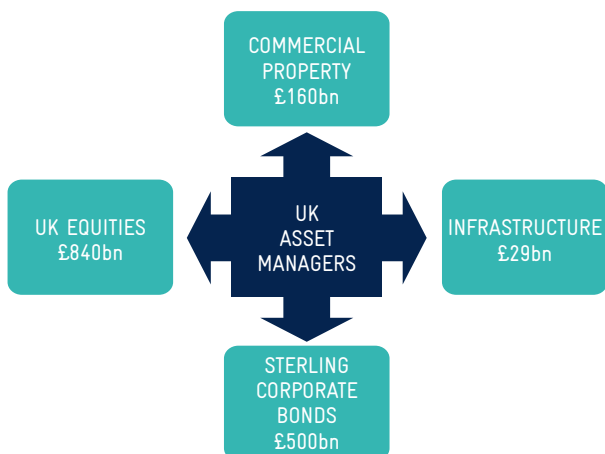 COMMERCIAL
PROPERTY
£160bn
UK EQUITIES
£840bn
UK
ASSET
MANAGERS
INFRASTRUCTURE
£29bn
STERLING
CORPORATE
BONDS
£500bn